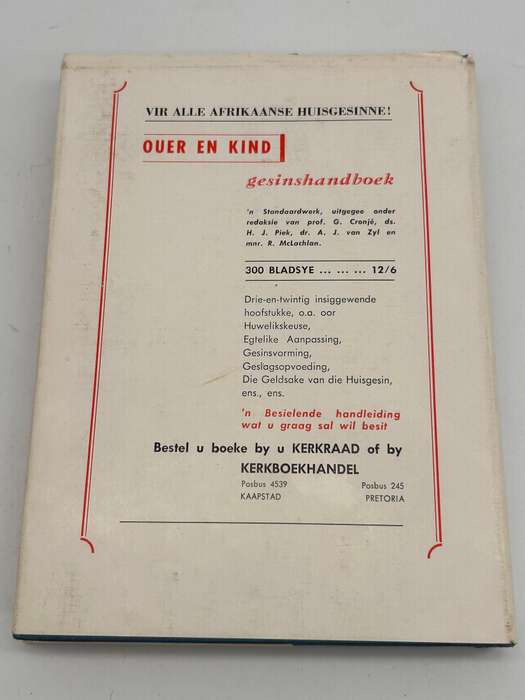 VIR ALLE AFRIKAANSE HUISGESINNE!
OUER EN KIND
gesinshandboek
'n Standaardwerk, uitgegee onder
redaksie van prof. G. Cronjé, ds.
H. J. Piek, dr. A. J. van Zyl en
mnr. R. McLachlan.
300 BLADSYE ... ... ... 12/6
Drie-en-twintig insiggewende
hoofstukke, o.a. oor
Huwelikskeuse,
Egtelike Aanpassing,
Gesinsvorming,
Geslagsopvoeding,
Die Geldsake van die Huisgesin,
ens., ens.
'n Besielende handleiding
wat u graag sal wil besit
Bestel u boeke by u KERKRAAD of by
KERKBOEKHANDEL
Posbus 4539 Posbus 245
KAAPSTAD PRETORIA